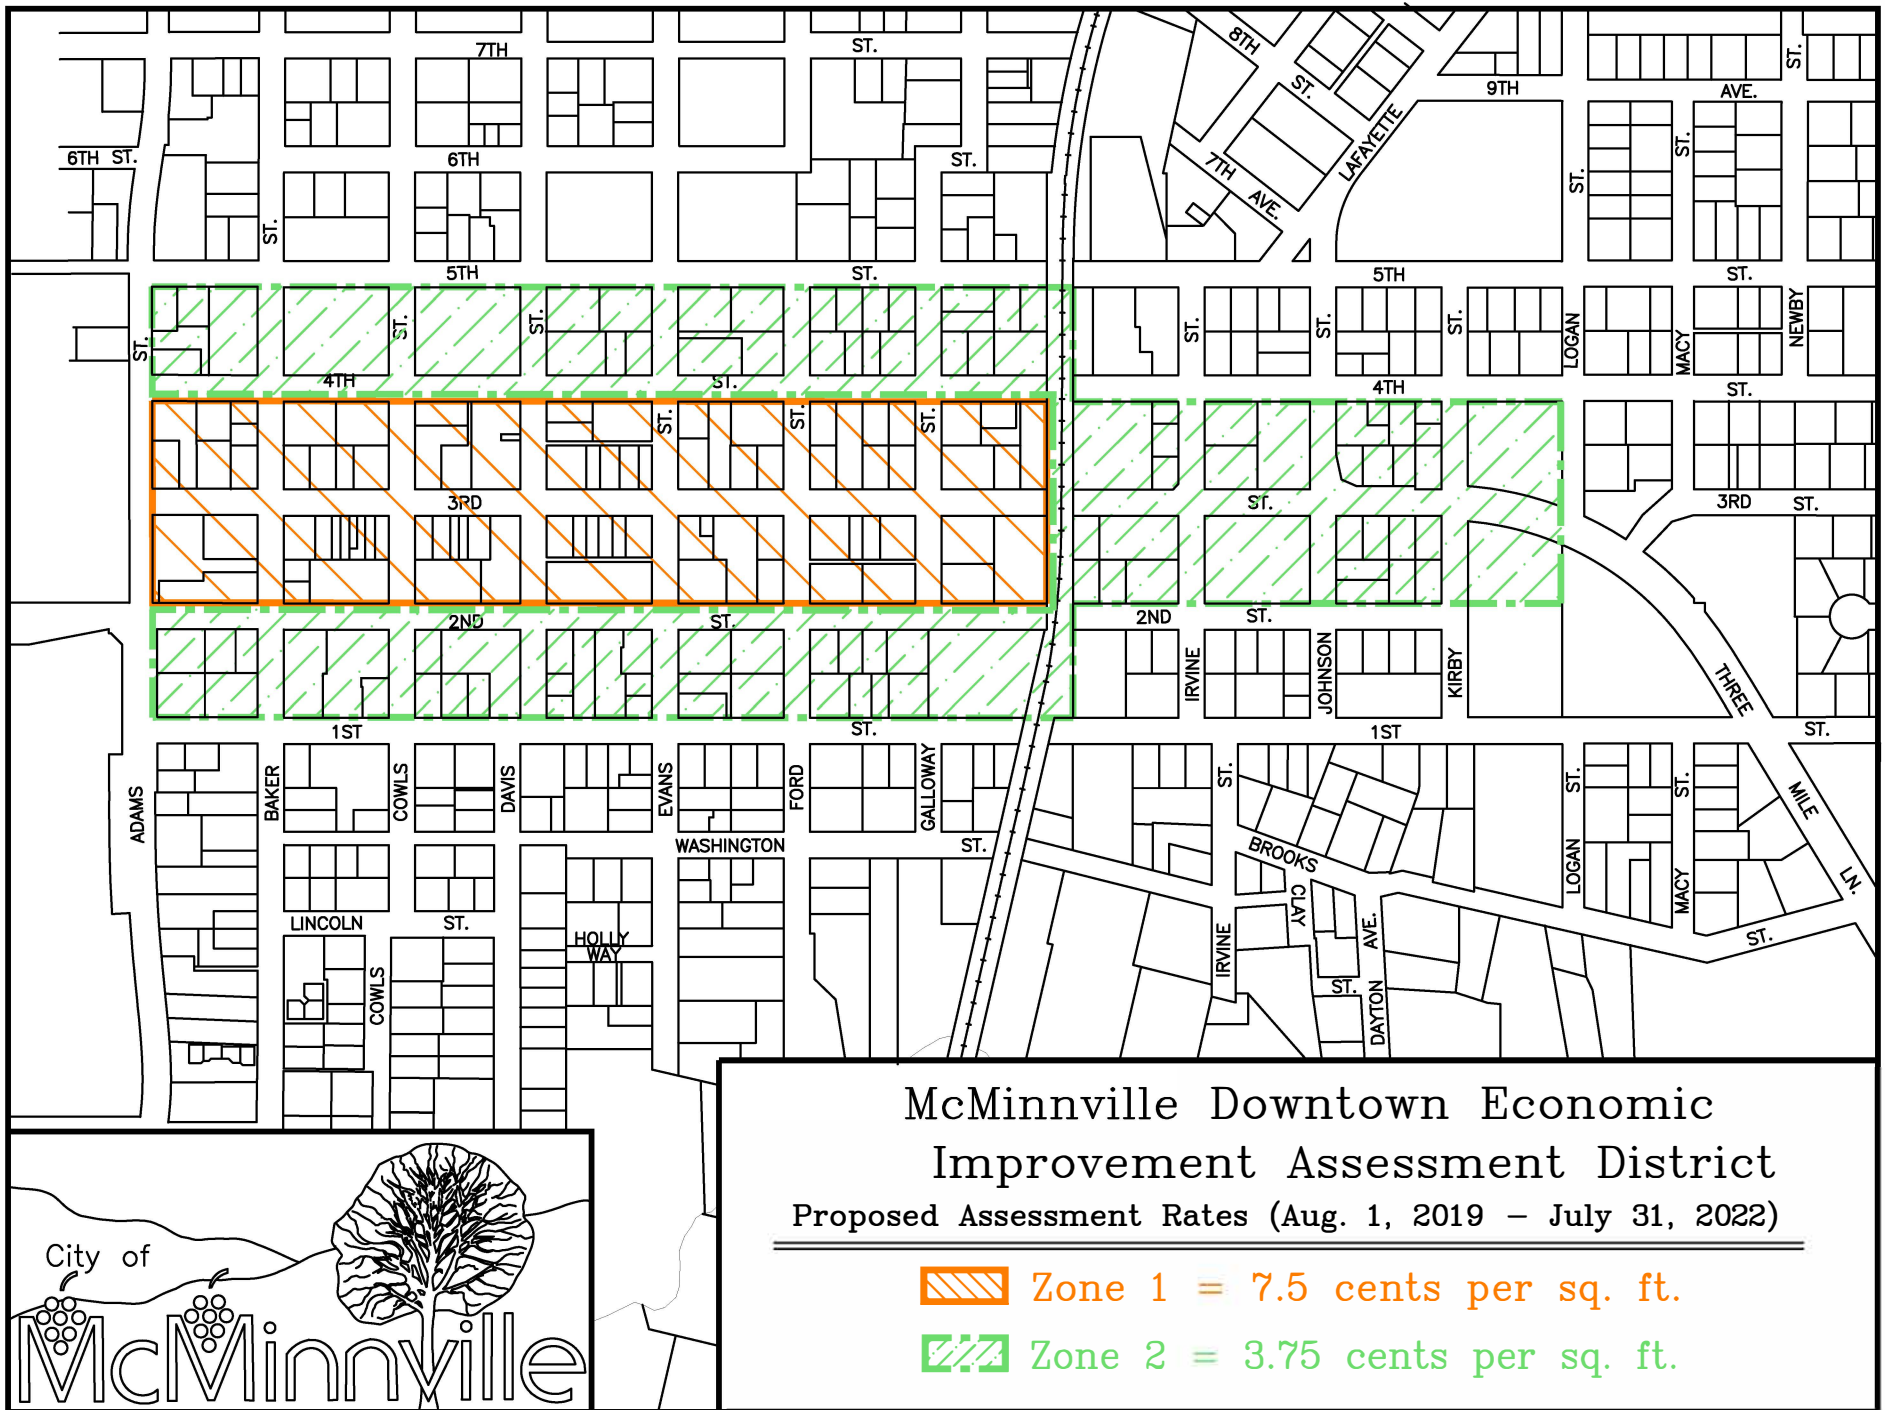 7TH ST.
8TH ST.
9TH AVE. ST.
6TH ST.
6TH ST.
LAFAYETTE
7TH AVE.
ST.
ST.
ST.
5TH ST.
5TH ST.
ST.
ST.
ST.
ST.
ST.
ST.
LOGAN
MACY
NEWBY
4TH ST.
4TH ST.
ST.
ST.
ST.
3RD
ST.
3RD ST.
2ND ST.
2ND ST.
IRVINE
JOHNSON
KIRBY
THREE
MILE
LN.
1ST ST.
1ST ST.
ADAMS
BAKER
COWLS
DAVIS
EVANS
FORD
GALLOWAY
ST.
ST.
ST.
WASHINGTON ST.
BROOKS
ST.
LOGAN
MACY
CLAY
ST.
LINCOLN ST.
HOLLY
WAY
COWLS
IRVINE
AVE.
DAYTON
McMinnville Downtown Economic
Improvement Assessment District
Proposed Assessment Rates (Aug. 1, 2019 – July 31, 2022)
Zone 1 = 7.5 cents per sq. ft.
Zone 2 = 3.75 cents per sq. ft.
City of
McMinnville